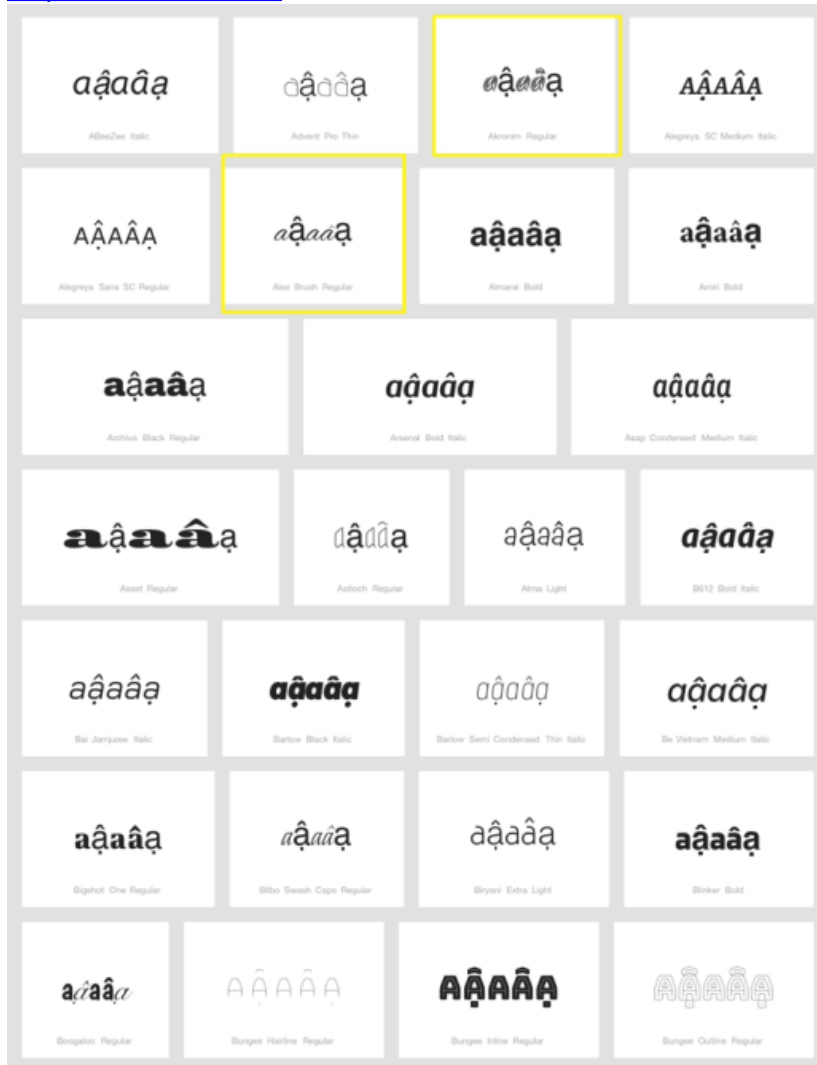 aậaâạ
ABeeZee Italic
aậaâạ
Advent Pro Thin
aậaâạ
Akronim Regular
AẬAÂẠ
Alegreya SC Medium Italic
AẬAÂẠ
Alegreya Sans SC Regular
aậaâạ
Alex Brush Regular
aậaâạ
Almarai Bold
aậaâạ
Amiri Bold
aậaâạ
Archivo Black Regular
aậaâạ
Arsenal Bold Italic
aậaâạ
Asap Condensed Medium Italic
aậaâạ
Asset Regular
aậaâạ
Astloch Regular
aậaâạ
Atma Light
aậaâạ
B612 Bold Italic
aậaâạ
Bai Jamjuree Italic
aậaâạ
Barlow Black Italic
aậaâạ
Barlow Semi Condensed Thin Italic
aậaâạ
Be Vietnam Medium Italic
aậaâạ
Bigshot One Regular
aậaâạ
Bilbo Swash Caps Regular
aậaâạ
Biryani Extra Light
aậaâạ
Blinker Bold
aậaâạ
Boogaloo Regular
AẬAÂẠ
Bungee Hairline Regular
AẬAÂẠ
Bungee Inline Regular
AẬAÂẠ
Bungee Outline Regular